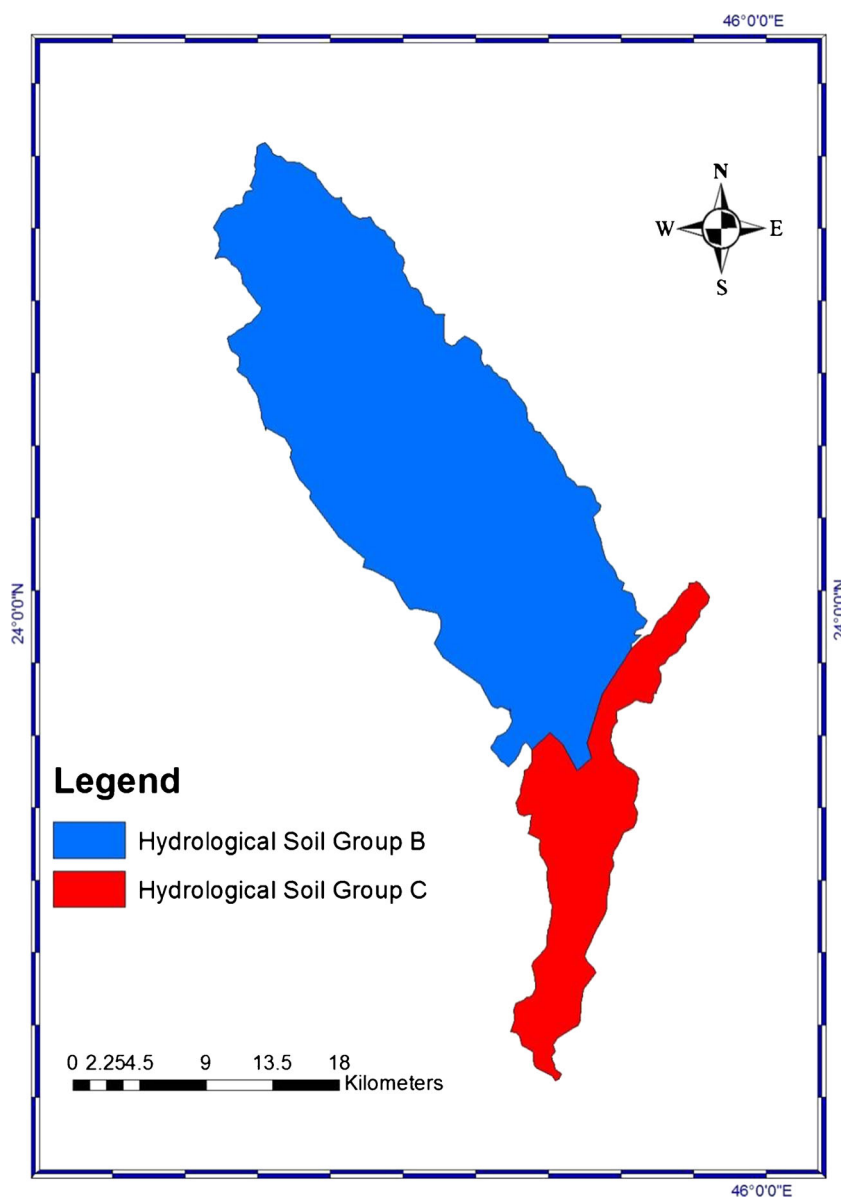 46°0'0"E
N
W E
S
24°0'0"N
24°0'0"N
Legend
Hydrological Soil Group B
Hydrological Soil Group C
0 2.254.5 9 13.5 18
Kilometers
46°0'0"E